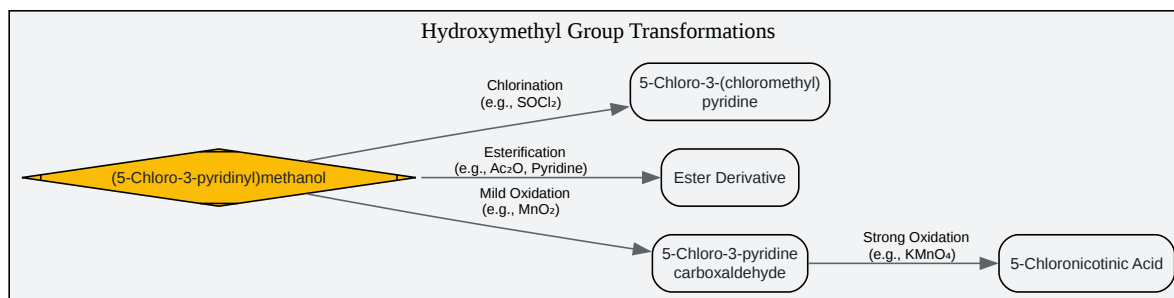 Hydroxymethyl Group Transformations
Chlorination
(e.g., SOCl₂)
5-Chloro-3-(chloromethyl)
pyridine
(5-Chloro-3-pyridinyl)methanol
Esterification
(e.g., Ac₂O, Pyridine)
Ester Derivative
Mild Oxidation
(e.g., MnO₂)
5-Chloro-3-pyridine
carboxaldehyde
Strong Oxidation
(e.g., KMnO₄)
5-Chloronicotinic Acid